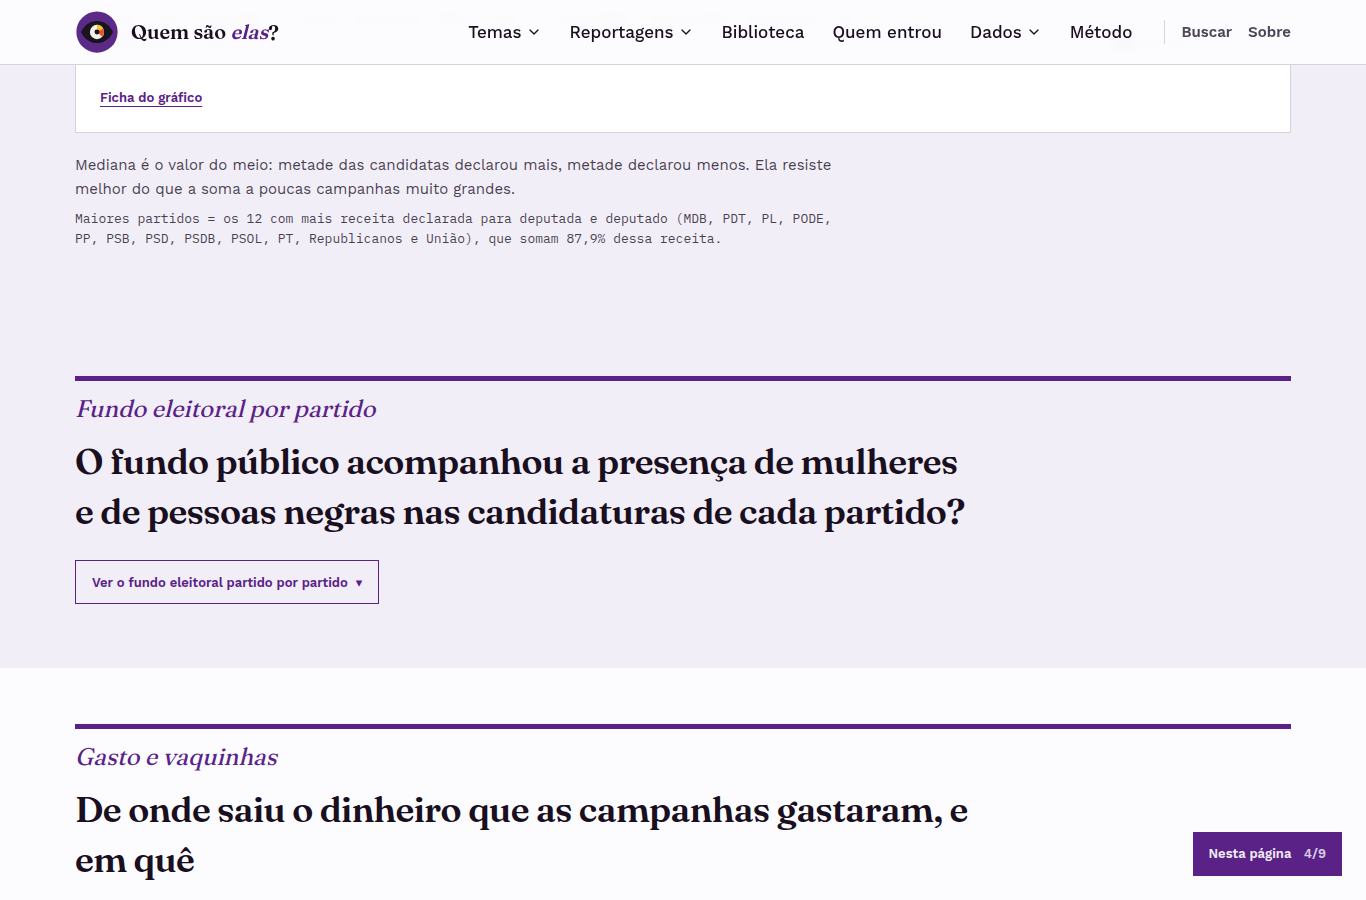 Quem são elas?
Temas
Reportagens
Biblioteca
Quem entrou
Dados
Método
Buscar
Sobre
Ficha do gráfico
Mediana é o valor do meio: metade das candidatas declarou mais, metade declarou menos. Ela resiste
melhor do que a soma a poucas campanhas muito grandes.
Maiores partidos = os 12 com mais receita declarada para deputada e deputado (MDB, PDT, PL, PODE,
PP, PSB, PSD, PSDB, PSOL, PT, Republicanos e União), que somam 87,9% dessa receita.
Fundo eleitoral por partido
O fundo público acompanhou a presença de mulheres
e de pessoas negras nas candidaturas de cada partido?
Ver o fundo eleitoral partido por partido ▾
Gasto e vaquinhas
De onde saiu o dinheiro que as campanhas gastaram, e
em quê
Nesta página 4/9